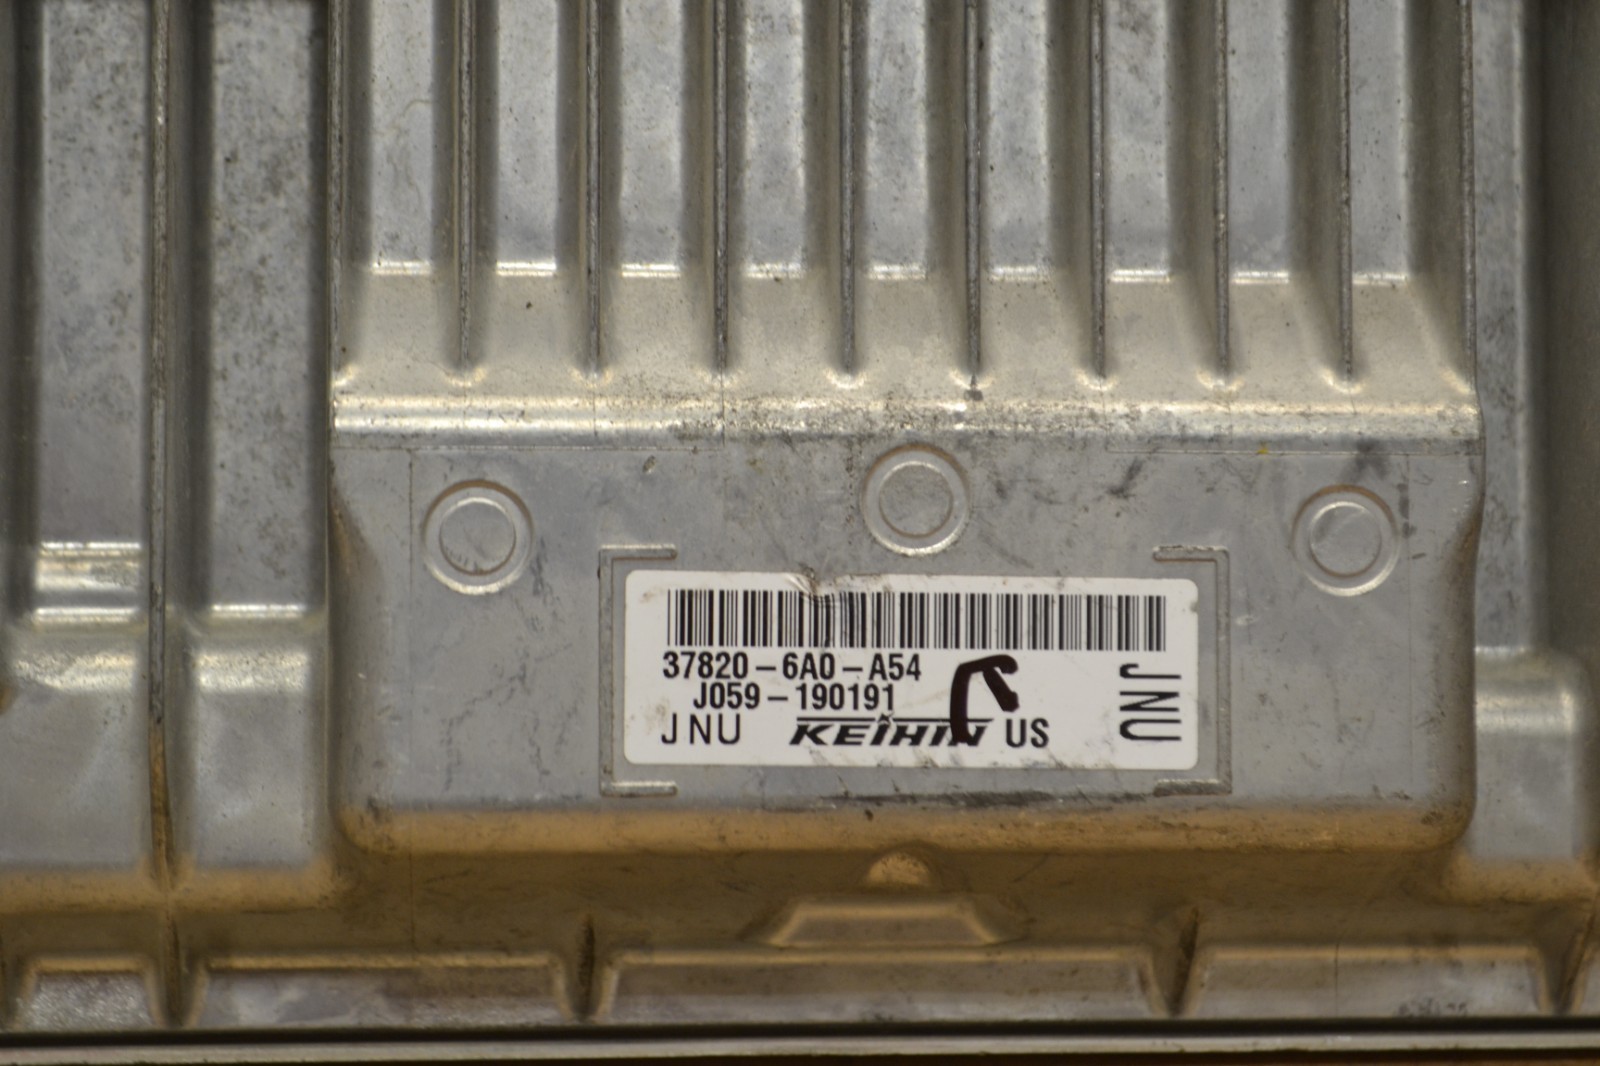 37820-6A0-A54
J059-190191
JNU KEIHIN US
JNU